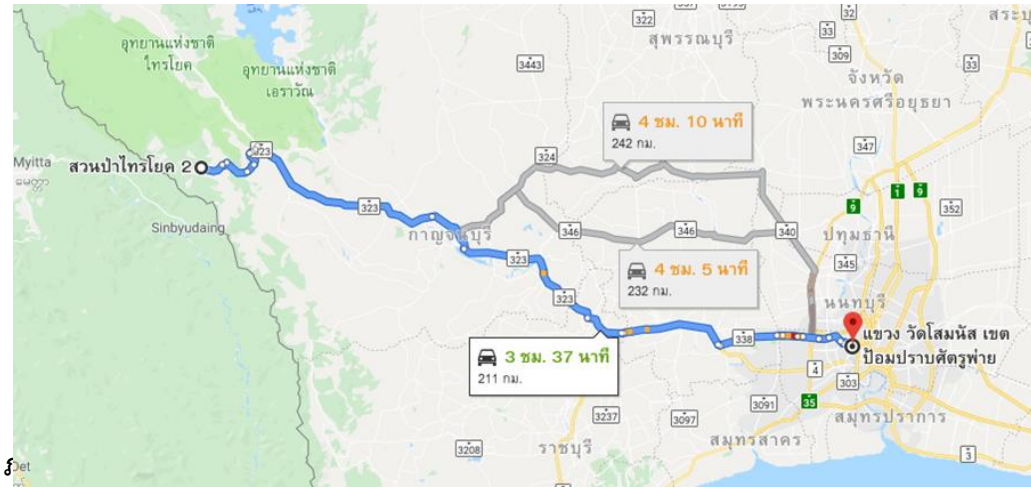 322
สุพรรณบุรี
33
32
309
33
สระบุ
อุทยานแห่งชาติ
ไทรโยค
อุทยานแห่งชาติ
เอราวัณ
3443
จังหวัด
พระนครศรีอยุธยา
4 ชม. 10 นาที
242 กม.
347
Myitta
မေတ္တာ
สวนป่าไทรโยค 2
323
324
9
1
9
352
Sinbyudaing
323
กาญจนบุรี
346
346
340
ปทุมธานี
345
323
4 ชม. 5 นาที
232 กม.
323
นนทบุรี
338
แขวง วัดโสมนัส เขต
ป้อมปราบศัตรูพ่าย
3 ชม. 37 นาที
211 กม.
4
303
35
3091
3237
3097
สมุทรปราการ
สมุทรสาคร
3208
ราชบุรี
3
Det